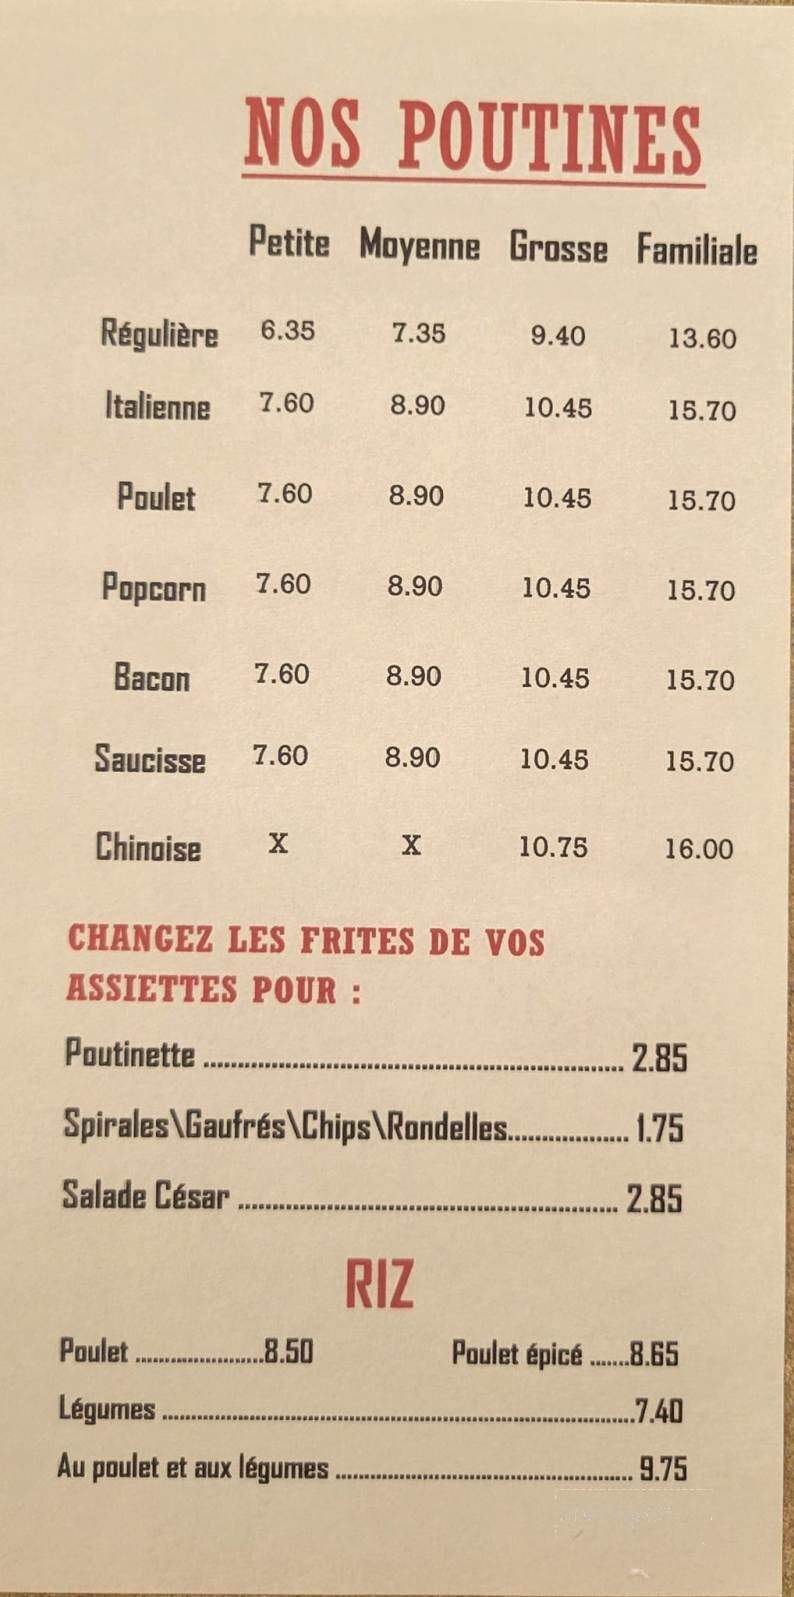 NOS POUTINES
Petite Moyenne Grosse Familiale
Régulière 6.35 7.35 9.40 13.60
Italienne 7.60 8.90 10.45 15.70
Poulet 7.60 8.90 10.45 15.70
Popcorn 7.60 8.90 10.45 15.70
Bacon 7.60 8.90 10.45 15.70
Saucisse 7.60 8.90 10.45 15.70
Chinoise X X 10.75 16.00
CHANGEZ LES FRITES DE VOS
ASSIETTES POUR :
Poutinette ............................................................. 2.85
Spirales\Gaufrés\Chips\Rondelles.................. 1.75
Salade César ........................................................ 2.85
RIZ
Poulet ......................8.50 Poulet épicé .......8.65
Légumes ..................................................................................7.40
Au poulet et aux légumes .................................................... 9.75